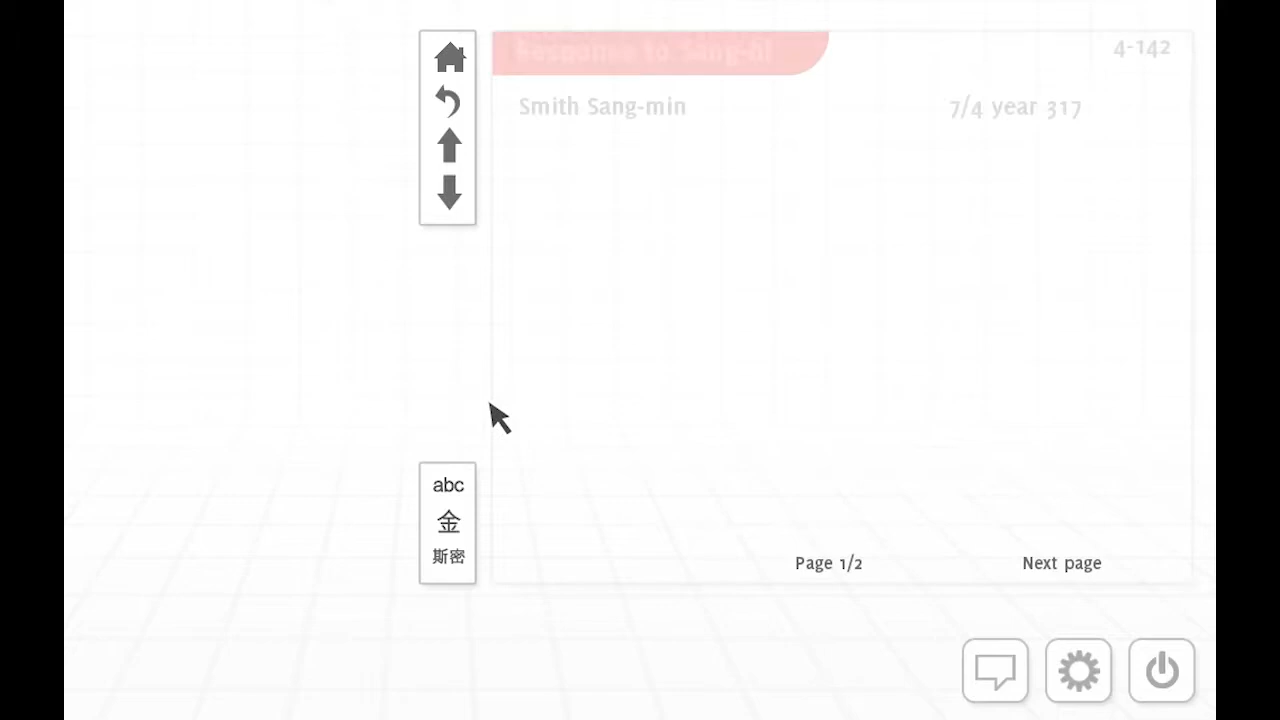 Response to Sang-a!
4-142
Smith Sang-min
7/4 year 317
abc
金
斯密
Page 1/2
Next page